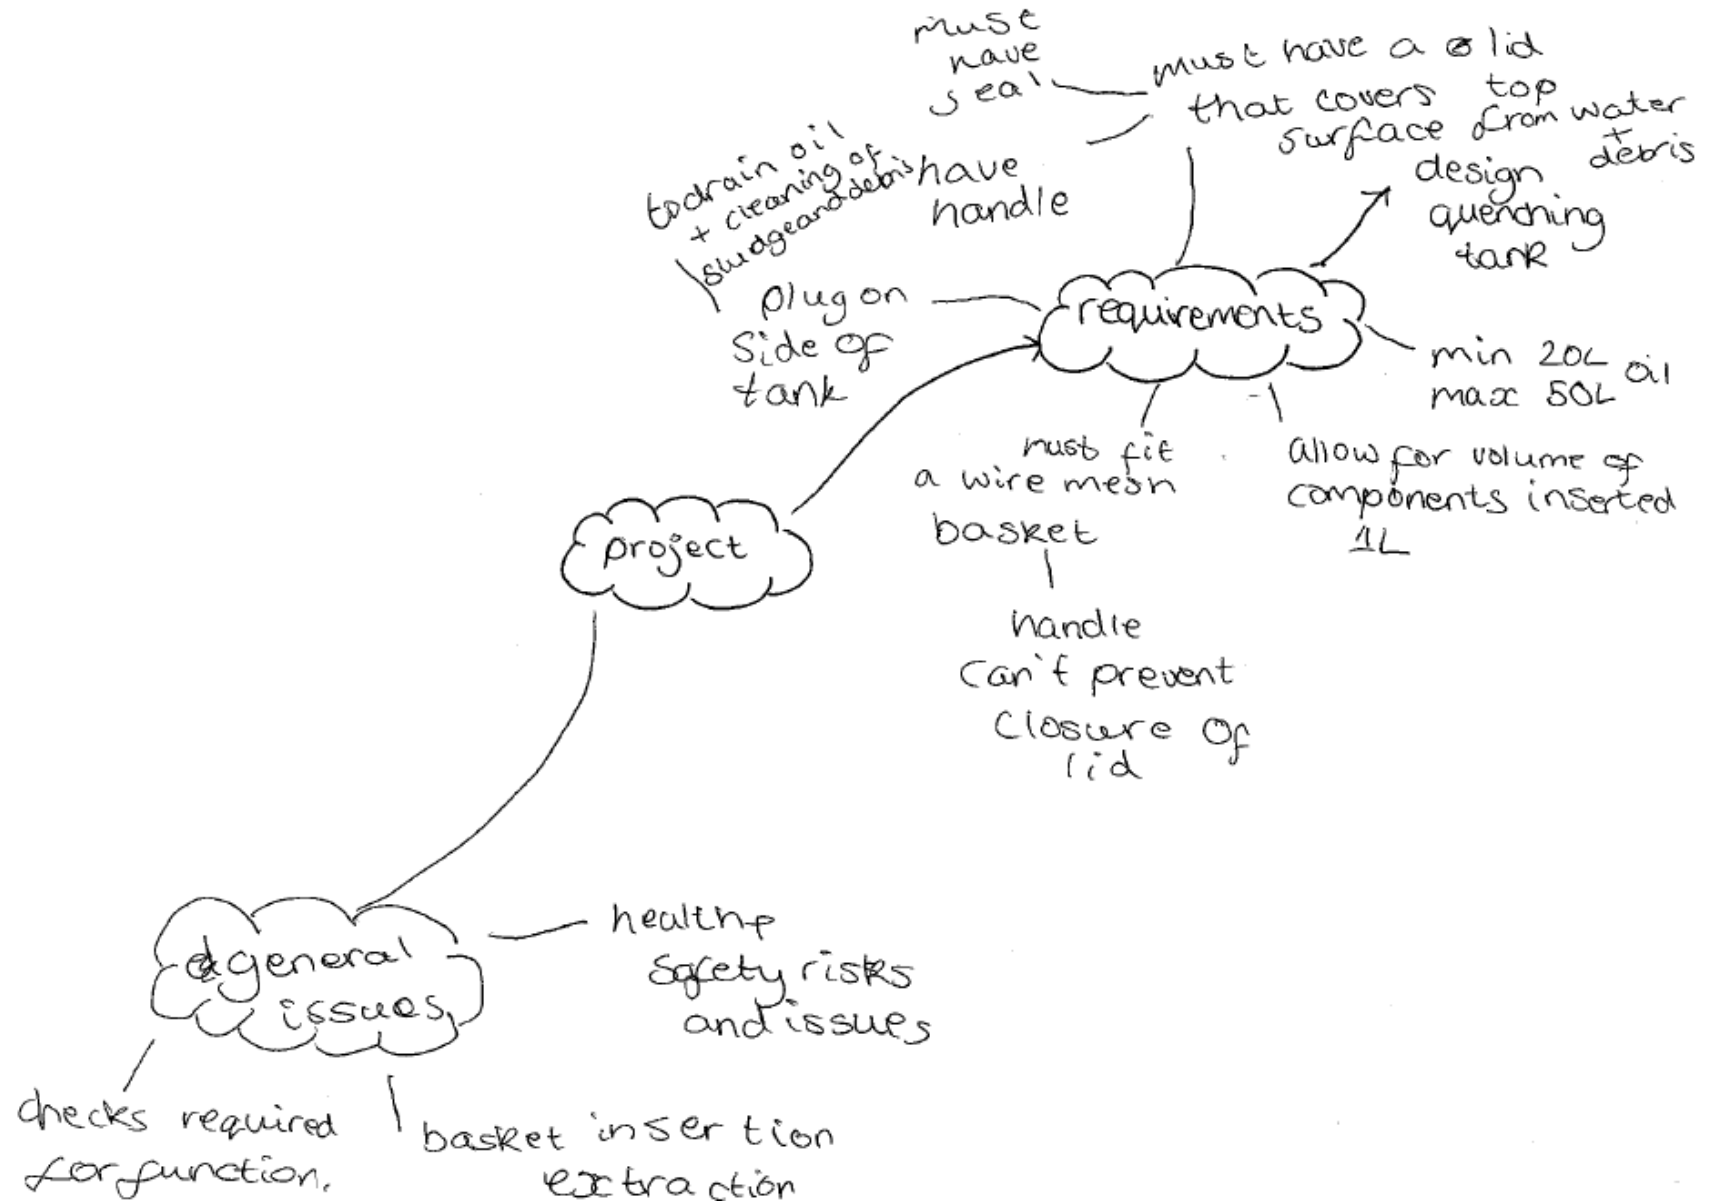 must
have
seal
must have a lid
that covers top
surface from water
+
debris
to drain oil
+ cleaning of
sludge and debris
have
handle
design
quenching
tank
plug on
side of
tank
requirements
min 20L
max 50L
oil
must fit
a wire mesh
basket
allow for volume of
components inserted
1L
project
handle
can't prevent
closure of
lid
general
issues
health +
safety risks
and issues
checks required
for function.
basket insertion
extraction